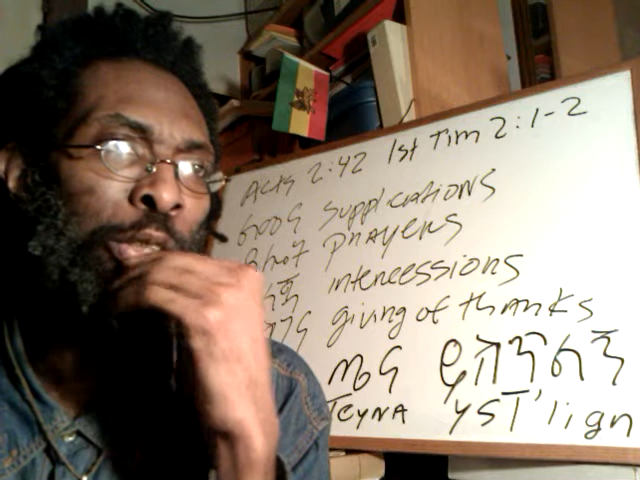 Acts 2:42 1st Tim 2:1-2
supplications
prayers
intercessions
giving of thanks
ጤና ይስጥልኝ
TEYNA YST'lign